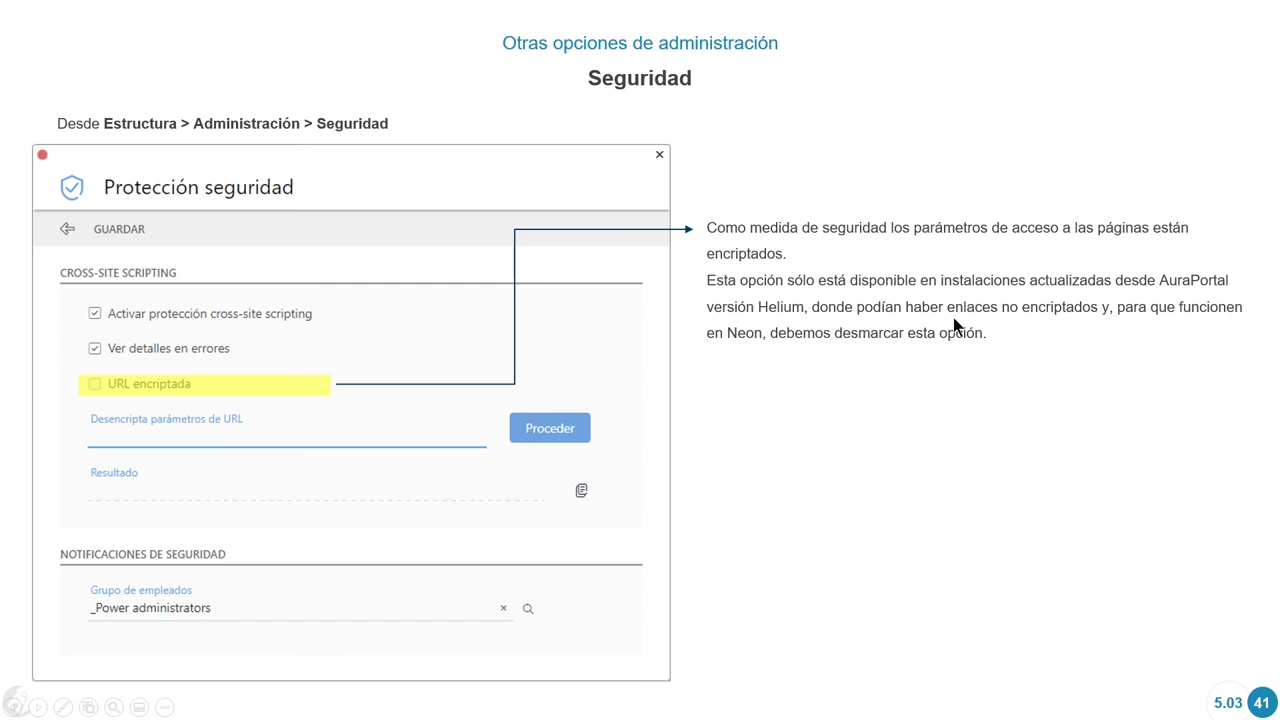 Otras opciones de administración
Seguridad
Desde Estructura > Administración > Seguridad
Protección seguridad
GUARDAR
CROSS-SITE SCRIPTING
Activar protección cross-site scripting
Ver detalles en errores
URL encriptada
Desencripta parámetros de URL
Proceder
Resultado
NOTIFICACIONES DE SEGURIDAD
Grupo de empleados
_Power administrators
Como medida de seguridad los parámetros de acceso a las páginas están
encriptados.
Esta opción sólo está disponible en instalaciones actualizadas desde AuraPortal
versión Helium, donde podían haber enlaces no encriptados y, para que funcionen
en Neon, debemos desmarcar esta opción.
5.03 41